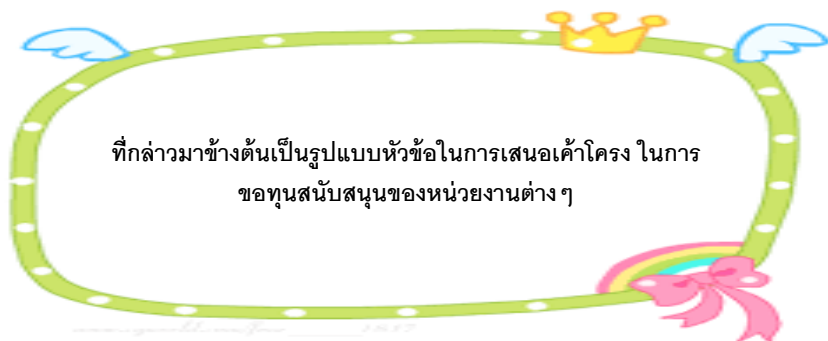 ที่กล่าวมาข้างต้นเป็นรูปแบบหัวข้อในการเสนอเค้าโครง ในการ
ขอทุนสนับสนุนของหน่วยงานต่าง ๆ